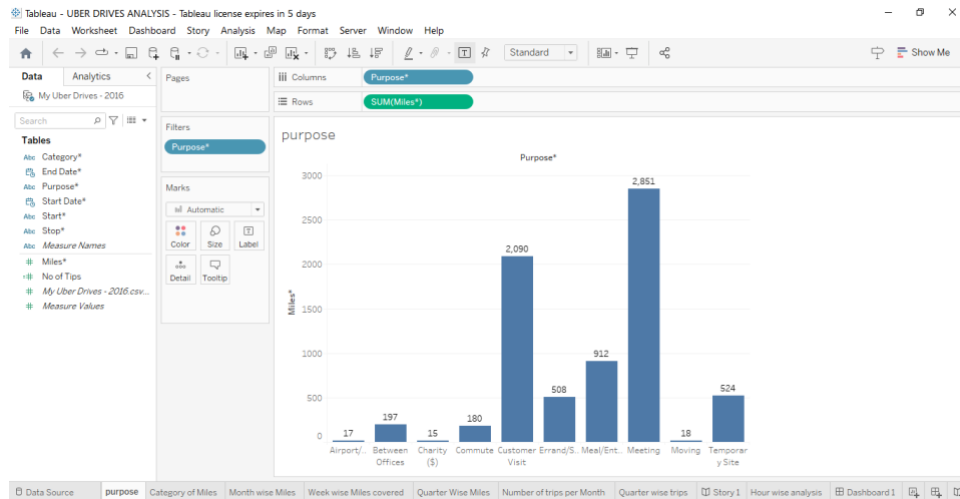 Tableau - UBER DRIVES ANALYSIS - Tableau license expires in 5 days
File Data Worksheet Dashboard Story Analysis Map Format Server Window Help
Standard
Show Me
Data Analytics
My Uber Drives - 2016
Search
Tables
Abc Category*
End Date*
Abc Purpose*
Start Date*
Abc Start*
Abc Stop*
Abc Measure Names
# Miles*
# No of Tips
# My Uber Drives - 2016.csv...
# Measure Values
Pages
Filters
Purpose*
Marks
Automatic
Color Size Label
Detail Tooltip
Columns Purpose*
Rows SUM(Miles*)
purpose
Purpose*
Miles*
3000
2500
2000
1500
1000
500
0
17 197 15 180 2,090 508 912 2,851 18 524
Airport/.. Between Charity Commute Customer Errand/S.. Meal/Ent.. Meeting Moving Temporar
Offices ($) Visit y Site
Data Source purpose Category of Miles Month wise Miles Week wise Miles covered Quarter Wise Miles Number of trips per Month Quarter wise trips Story 1 Hour wise analysis Dashboard 1